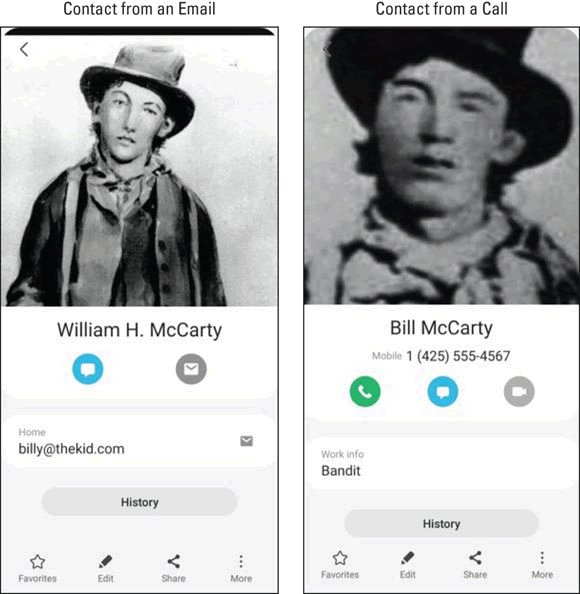 Contact from an Email
William H. McCarty
Home
billy@thekid.com
History
Favorites Edit Share More
Contact from a Call
Bill McCarty
Mobile 1 (425) 555-4567
Work info
Bandit
History
Favorites Edit Share More